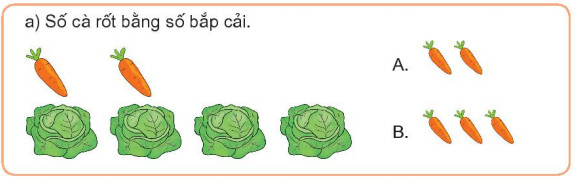 a) Số cà rốt bằng số bắp cải.
A.
B.